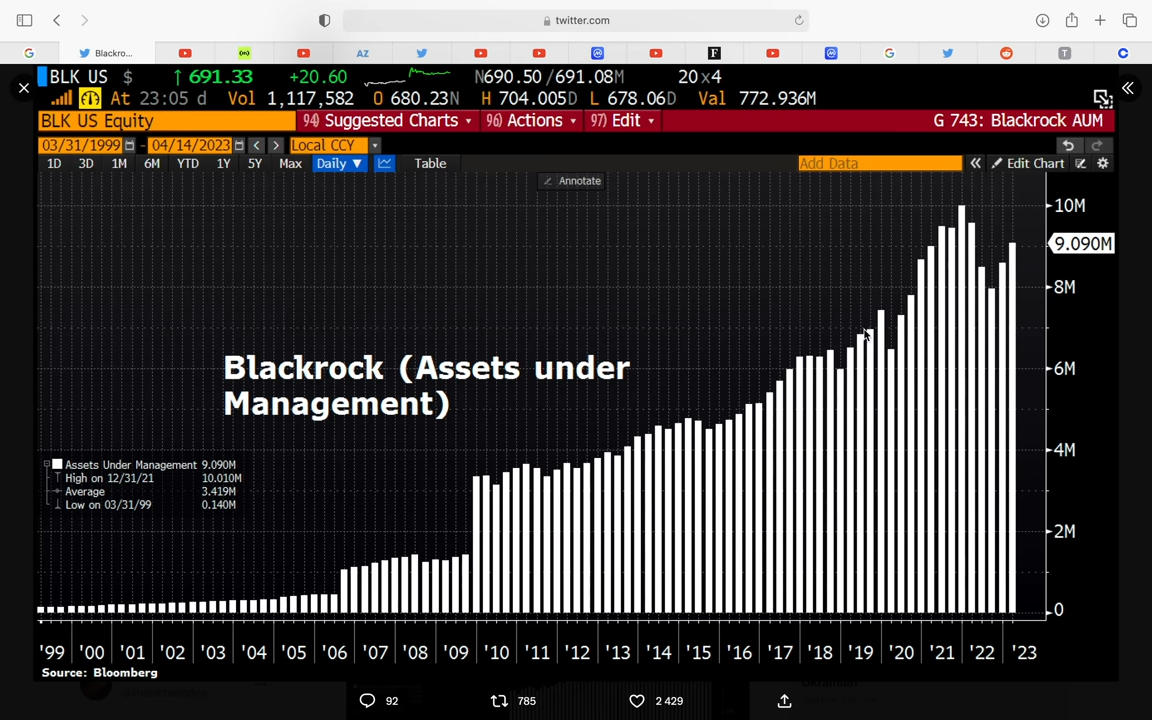 twitter.com
Blackro...
BLK US $ ↑ 691.33 +20.60 N690.50/691.08M 20×4
At 23:05 d Vol 1,117,582 O 680.23N H 704.005D L 678.06D Val 772.936M
BLK US Equity 94) Suggested Charts 96) Actions 97) Edit G 743: Blackrock AUM
03/31/1999 - 04/14/2023 Local CCY
1D 3D 1M 6M YTD 1Y 5Y Max Daily ▼ Table Add Data « Edit Chart
Annotate
10M
9.090M
8M
6M
4M
2M
0
Blackrock (Assets under
Management)
Assets Under Management 9.090M
High on 12/31/21 10.010M
Average 3.419M
Low on 03/31/99 0.140M
'99 '00 '01 '02 '03 '04 '05 '06 '07 '08 '09 '10 '11 '12 '13 '14 '15 '16 '17 '18 '19 '20 '21 '22 '23
Source: Bloomberg
92 785 2 429